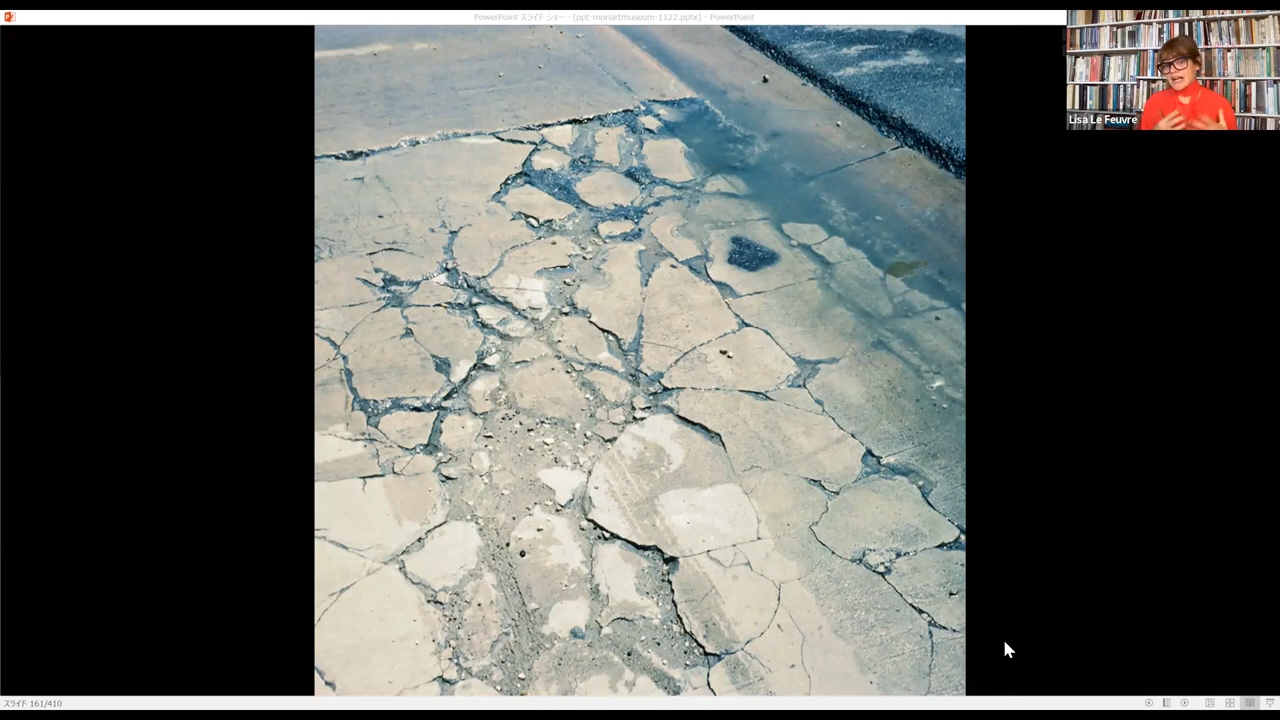 PowerPoint スライド ショー - [ppt-moriartmuseum-1122.pptx] - PowerPoint
Lisa Le Feuvre
スライド 161/410